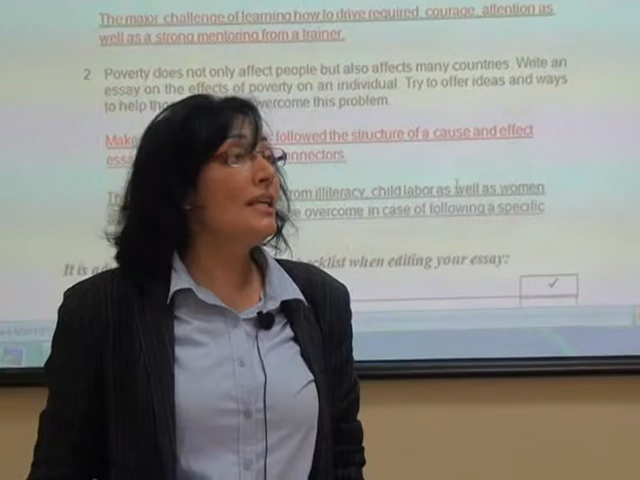 The major challenge of learning how to drive required, courage, attention as
well as a strong mentoring from a trainer.
2. Poverty does not only affect people but also affects many countries. Write an
essay on the effects of poverty on an individual. Try to offer ideas and ways
to help overcome this problem.
Make followed the structure of a cause and effect
connectors.
from illiteracy, child labor as well as women
overcome in case of following a specific
It is checklist when editing your essay: